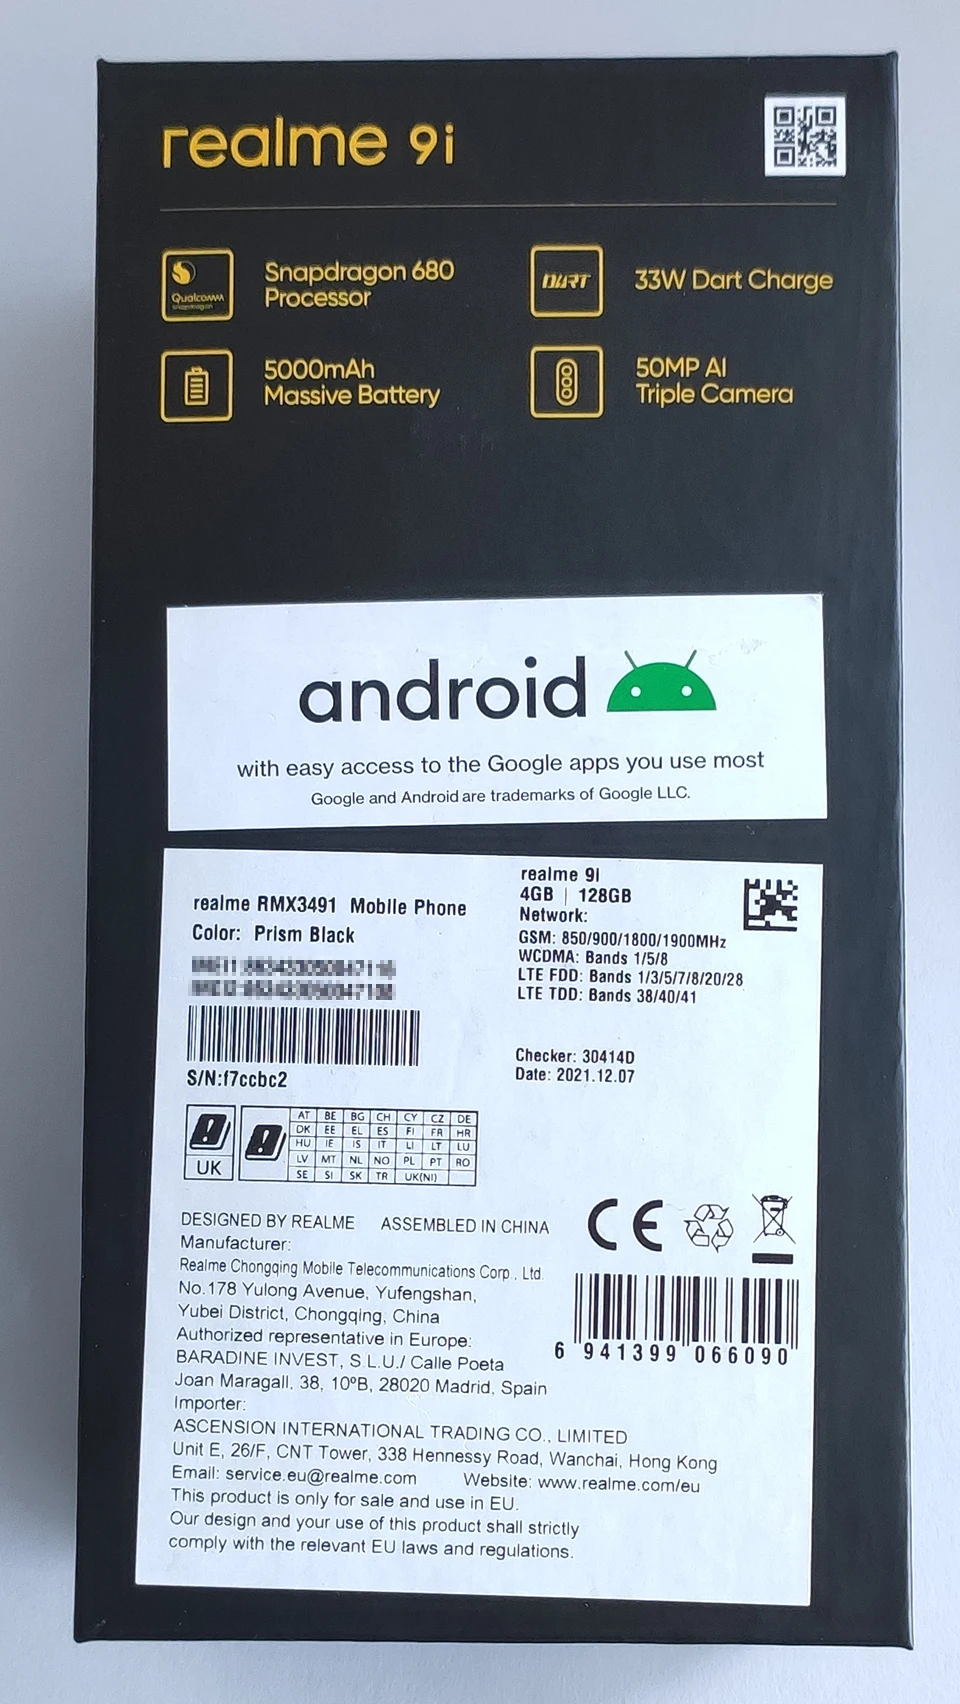 realme 9i
Qualcomm
snapdragon
Snapdragon 680
Processor
DART
33W Dart Charge
5000mAh
Massive Battery
50MP AI
Triple Camera
android
with easy access to the Google apps you use most
Google and Android are trademarks of Google LLC.
realme RMX3491 Mobile Phone
Color: Prism Black
S/N:f7ccbc2
realme 9i
4GB | 128GB
Network:
GSM: 850/900/1800/1900MHz
WCDMA: Bands 1/5/8
LTE FDD: Bands 1/3/5/7/8/20/28
LTE TDD: Bands 38/40/41
Checker: 30414D
Date: 2021.12.07
UK
AT BE BG CH CY CZ DE
DK EE EL ES FI FR HR
HU IE IS IT LI LT LU
LV MT NL NO PL PT RO
SE SI SK TR UK(NI)
DESIGNED BY REALME ASSEMBLED IN CHINA
Manufacturer:
Realme Chongqing Mobile Telecommunications Corp., Ltd.
No.178 Yulong Avenue, Yufengshan,
Yubei District, Chongqing, China
Authorized representative in Europe:
BARADINE INVEST, S.L.U./ Calle Poeta
Joan Maragall, 38, 10ºB, 28020 Madrid, Spain
Importer:
ASCENSION INTERNATIONAL TRADING CO., LIMITED
Unit E, 26/F, CNT Tower, 338 Hennessy Road, Wanchai, Hong Kong
Email: service.eu@realme.com Website: www.realme.com/eu
This product is only for sale and use in EU.
Our design and your use of this product shall strictly
comply with the relevant EU laws and regulations.
CE
6 941399 066090